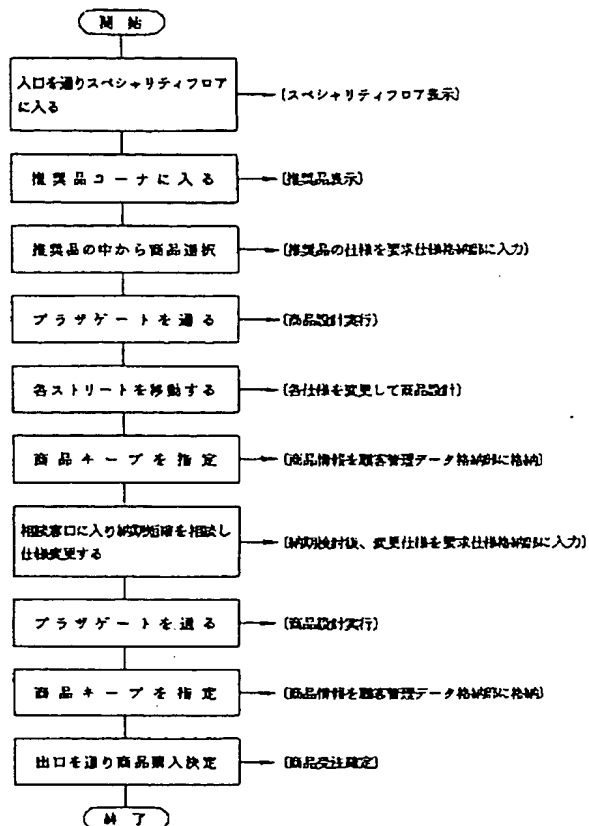 開始
入口を通りスペシャリティフロア
に入る
(スペシャリティフロア表示)
推奨品コーナに入る
(推奨品表示)
推奨品の中から商品選択
(推奨品の仕様を要求仕様格納部に入力)
プラザゲートを通る
(商品設計実行)
各ストリートを移動する
(各仕様を変更して商品設計)
商品キープを指定
(商品情報を顧客管理データ格納部に格納)
相談窓口に入り納期短縮を相談し
仕様変更する
(納期検討後、変更仕様を要求仕様格納部に入力)
プラザゲートを通る
(商品設計実行)
商品キープを指定
(商品情報を顧客管理データ格納部に格納)
出口を通り商品購入決定
(商品受注確定)
終了